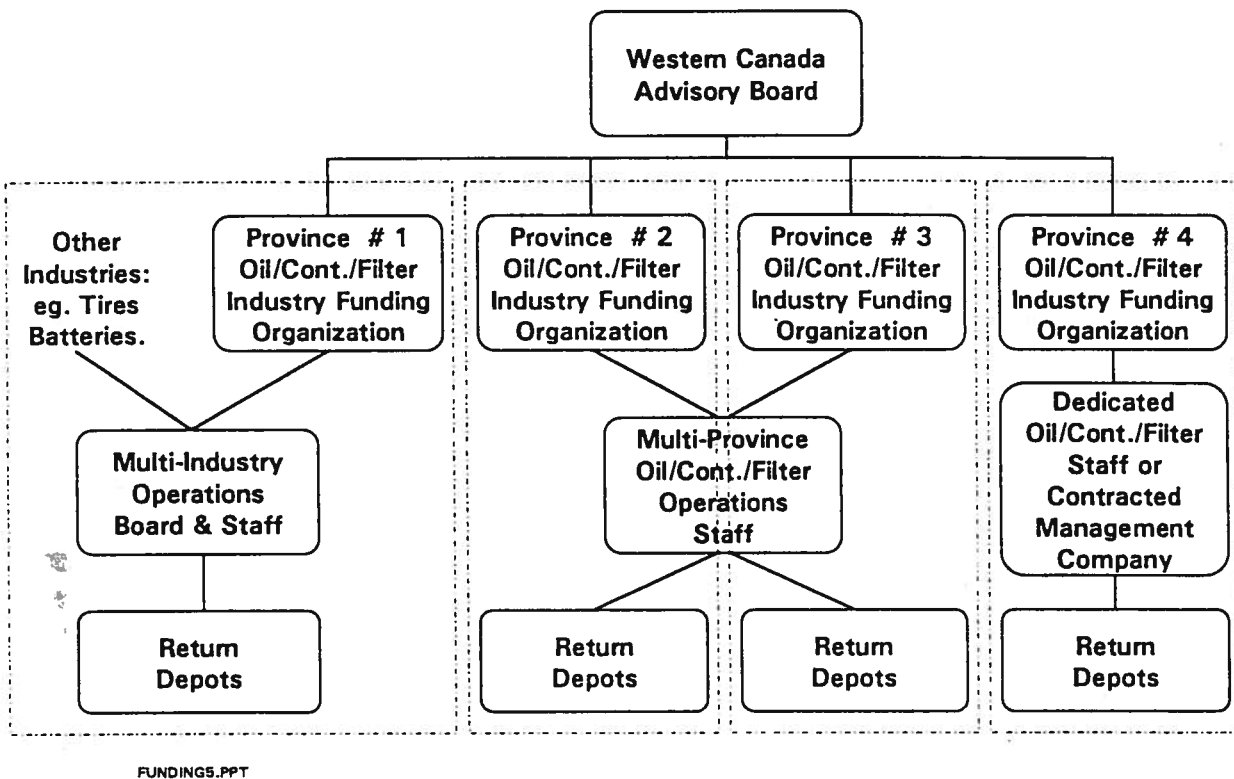 Western Canada
Advisory Board
Other
Industries:
eg. Tires
Batteries.
Province # 1
Oil/Cont./Filter
Industry Funding
Organization
Province # 2
Oil/Cont./Filter
Industry Funding
Organization
Province # 3
Oil/Cont./Filter
Industry Funding
Organization
Province # 4
Oil/Cont./Filter
Industry Funding
Organization
Multi-Industry
Operations
Board & Staff
Multi-Province
Oil/Cont./Filter
Operations
Staff
Dedicated
Oil/Cont./Filter
Staff or
Contracted
Management
Company
Return
Depots
Return
Depots
Return
Depots
Return
Depots
FUNDING5.PPT